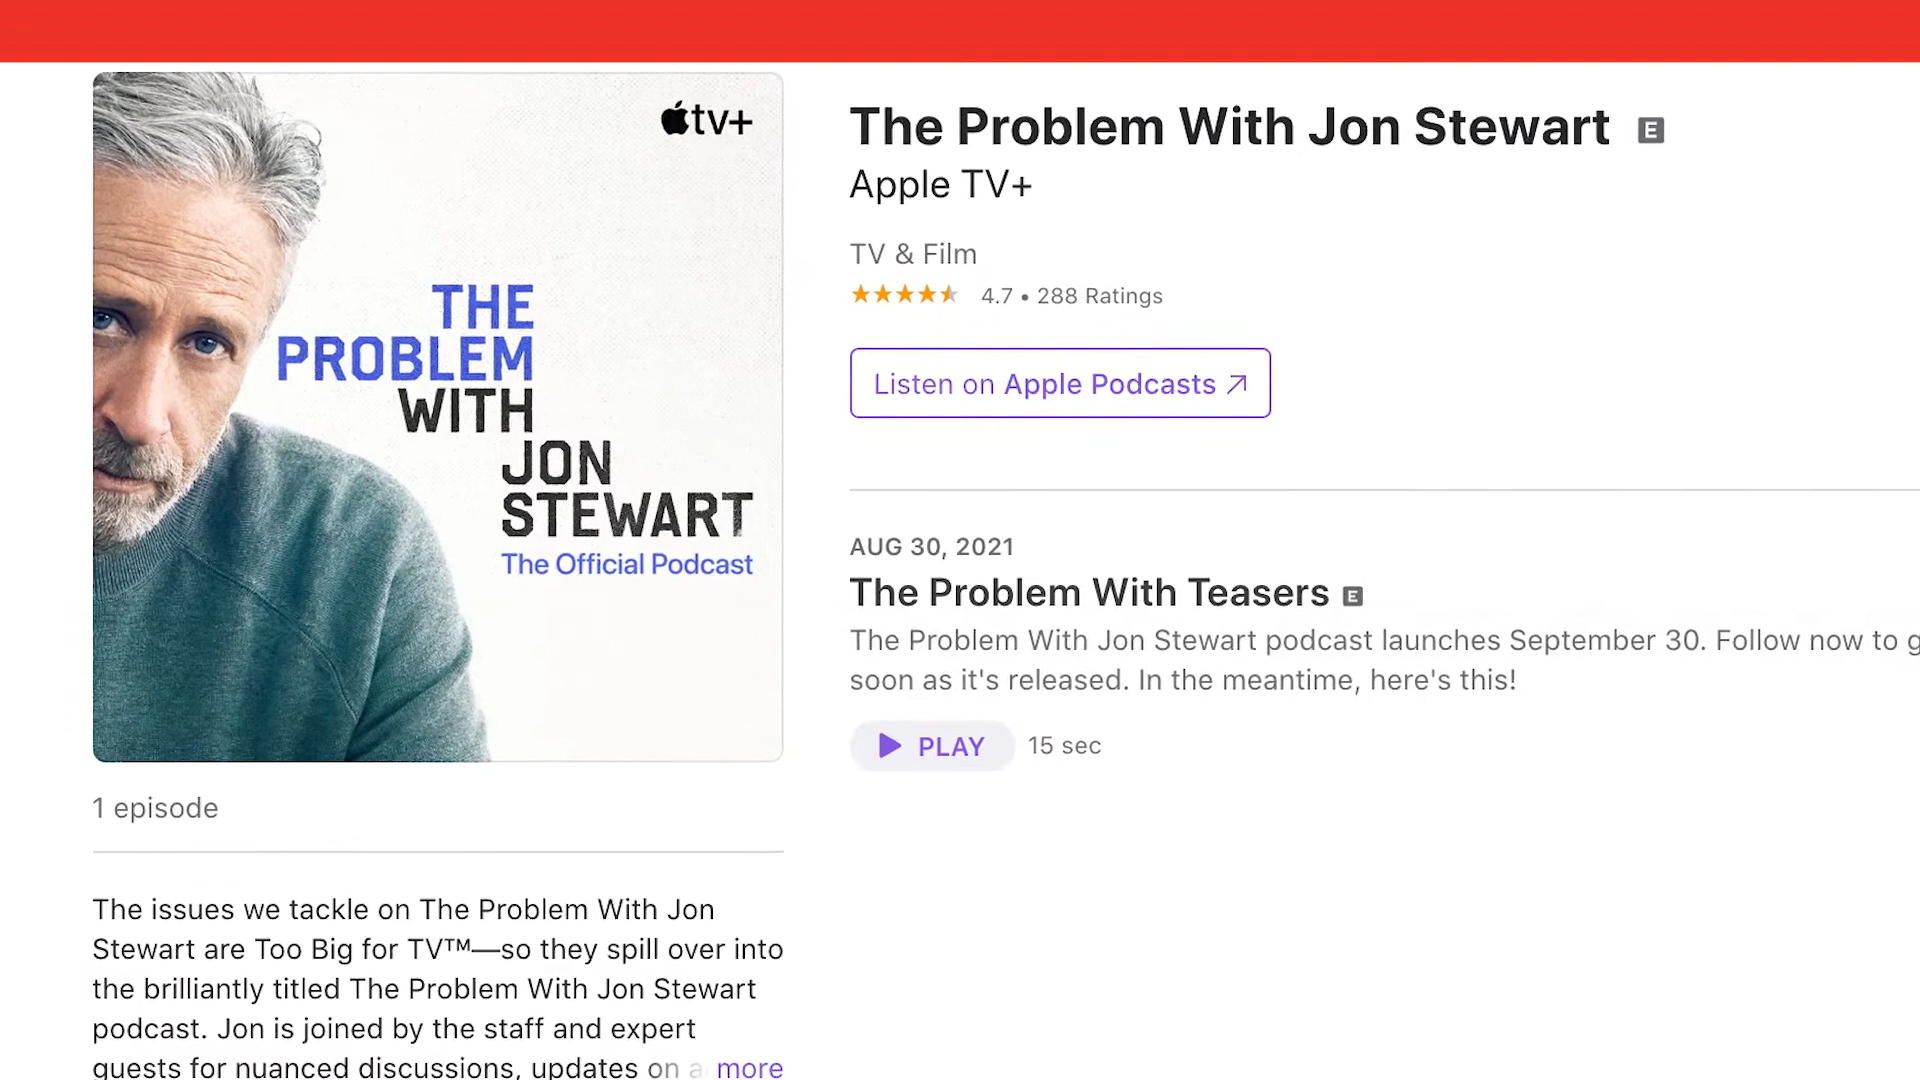 tv+
THE
PROBLEM
WITH
JON
STEWART
The Official Podcast
1 episode
The issues we tackle on The Problem With Jon
Stewart are Too Big for TV™—so they spill over into
the brilliantly titled The Problem With Jon Stewart
podcast. Jon is joined by the staff and expert
guests for nuanced discussions, updates on more
The Problem With Jon Stewart E
Apple TV+
TV & Film
4.7 • 288 Ratings
Listen on Apple Podcasts
AUG 30, 2021
The Problem With Teasers E
The Problem With Jon Stewart podcast launches September 30. Follow now to
soon as it's released. In the meantime, here's this!
PLAY 15 sec